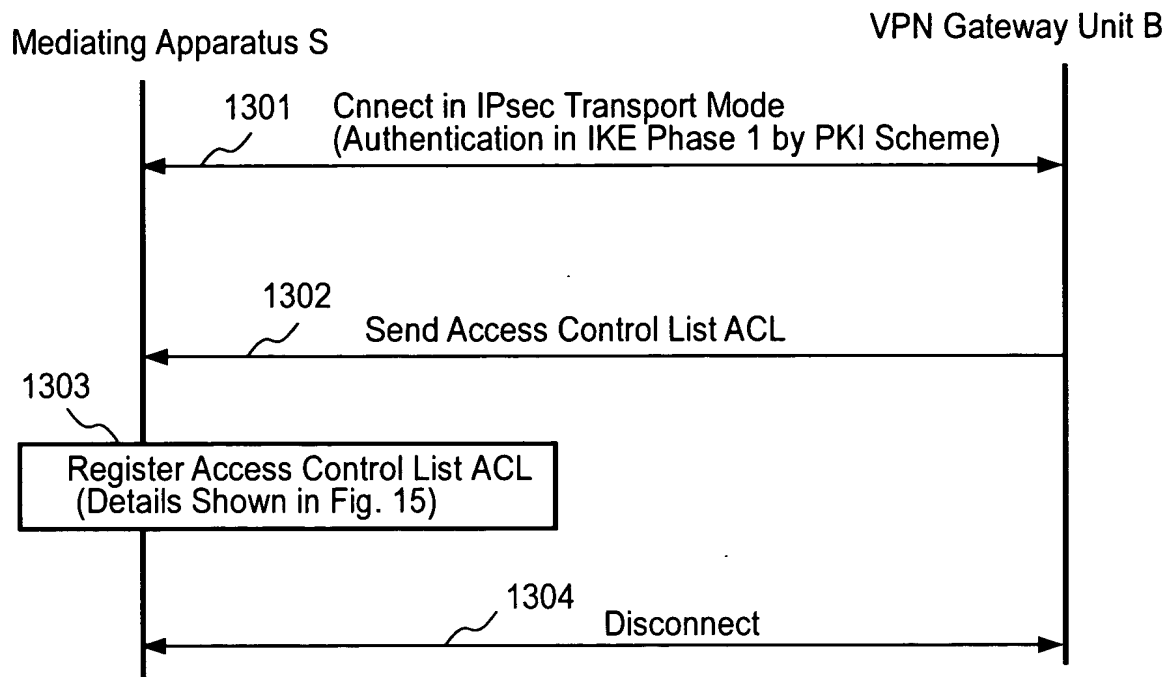 Mediating Apparatus S
VPN Gateway Unit B
1301
Cnnect in IPsec Transport Mode
(Authentication in IKE Phase 1 by PKI Scheme)
1302
Send Access Control List ACL
1303
Register Access Control List ACL
(Details Shown in Fig. 15)
1304
Disconnect